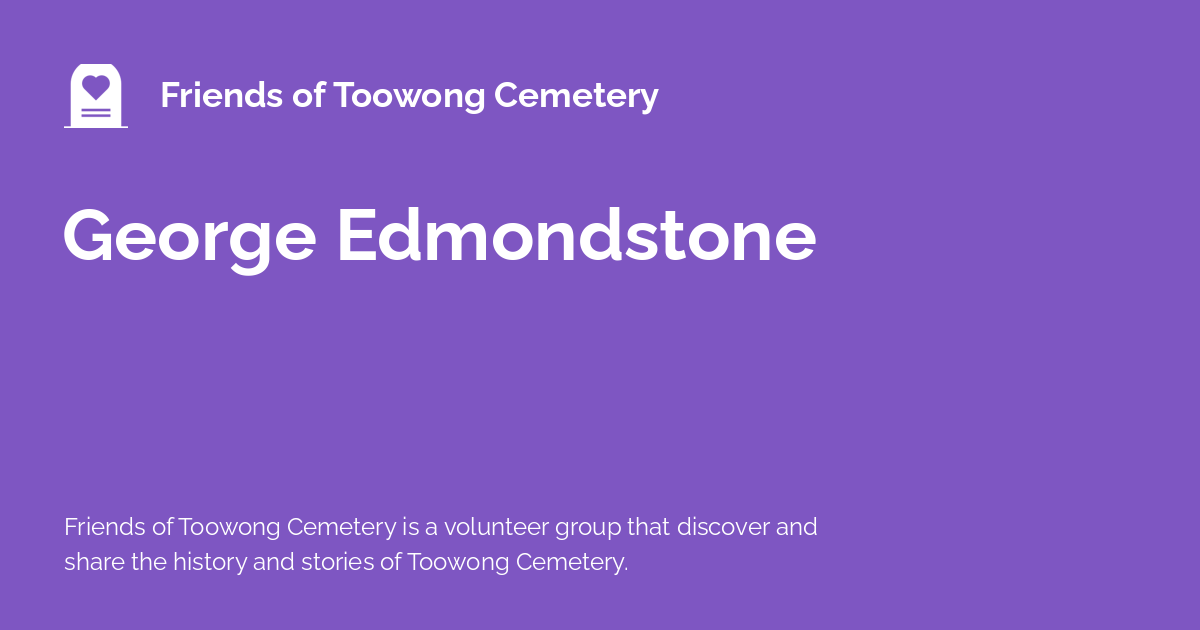 Friends of Toowong Cemetery
George Edmondstone
Friends of Toowong Cemetery is a volunteer group that discover and
share the history and stories of Toowong Cemetery.